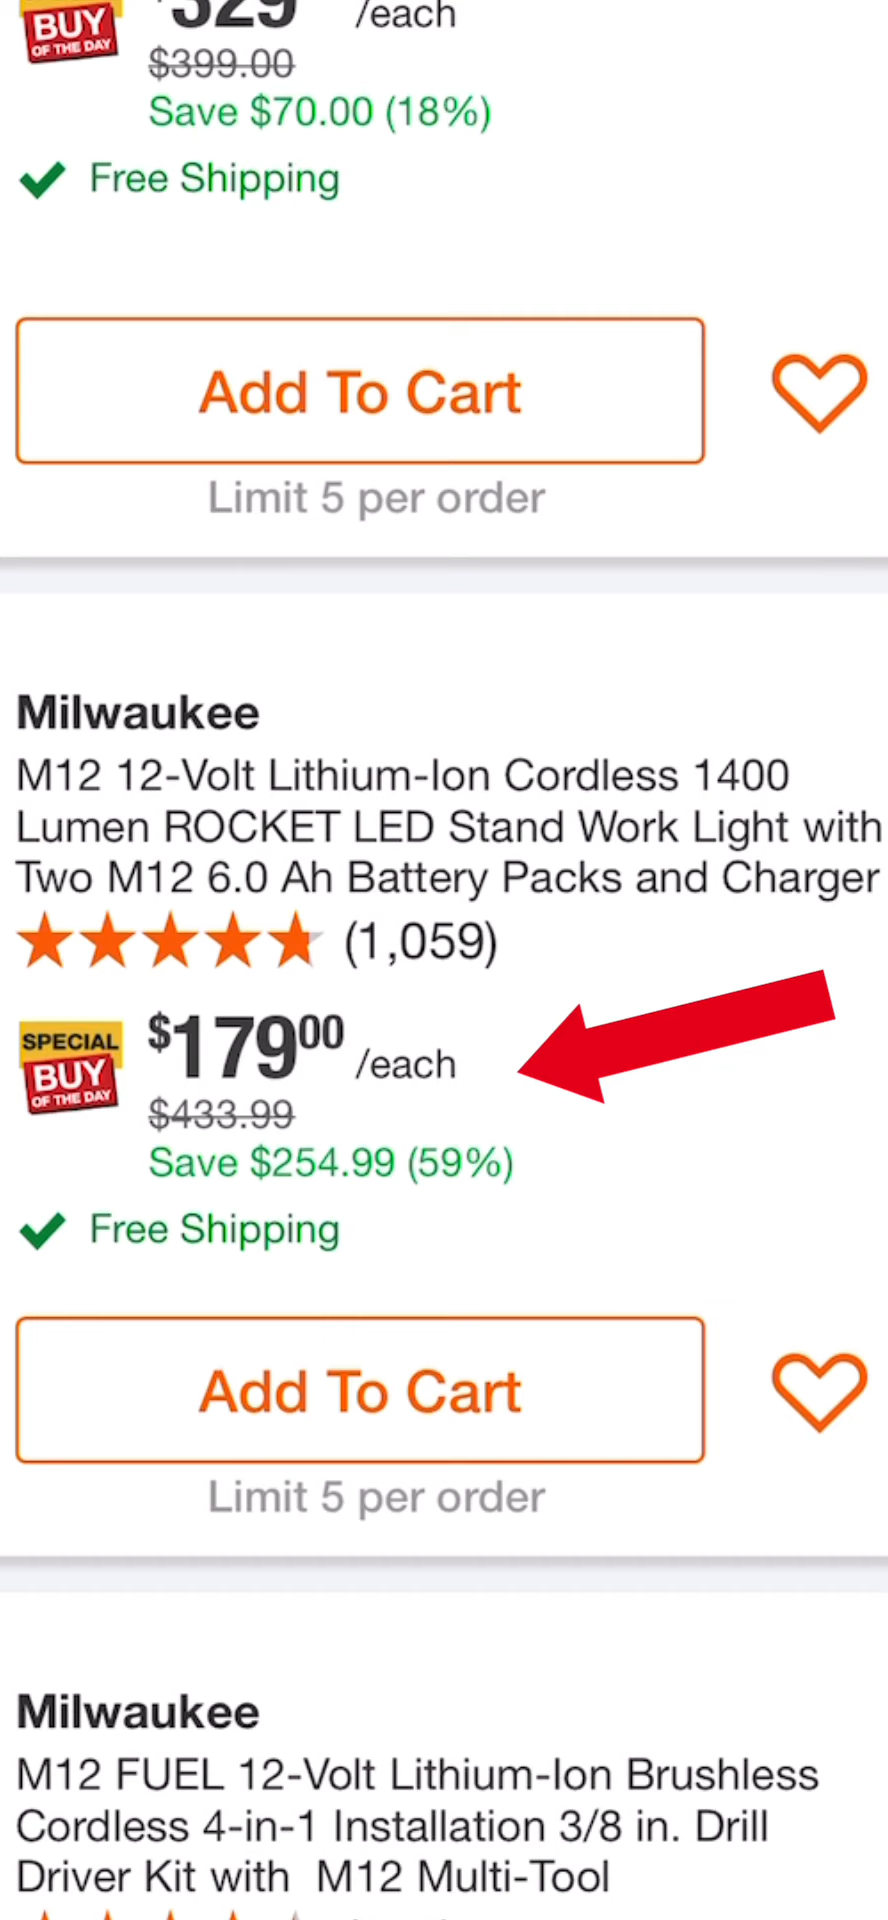 BUY
OF THE DAY
$329
/each
$399.00
Save $70.00 (18%)
Free Shipping
Add To Cart
Limit 5 per order
Milwaukee
M12 12-Volt Lithium-Ion Cordless 1400
Lumen ROCKET LED Stand Work Light with
Two M12 6.0 Ah Battery Packs and Charger
(1,059)
SPECIAL
BUY
OF THE DAY
$17900
/each
$433.99
Save $254.99 (59%)
Free Shipping
Add To Cart
Limit 5 per order
Milwaukee
M12 FUEL 12-Volt Lithium-Ion Brushless
Cordless 4-in-1 Installation 3/8 in. Drill
Driver Kit with  M12 Multi-Tool